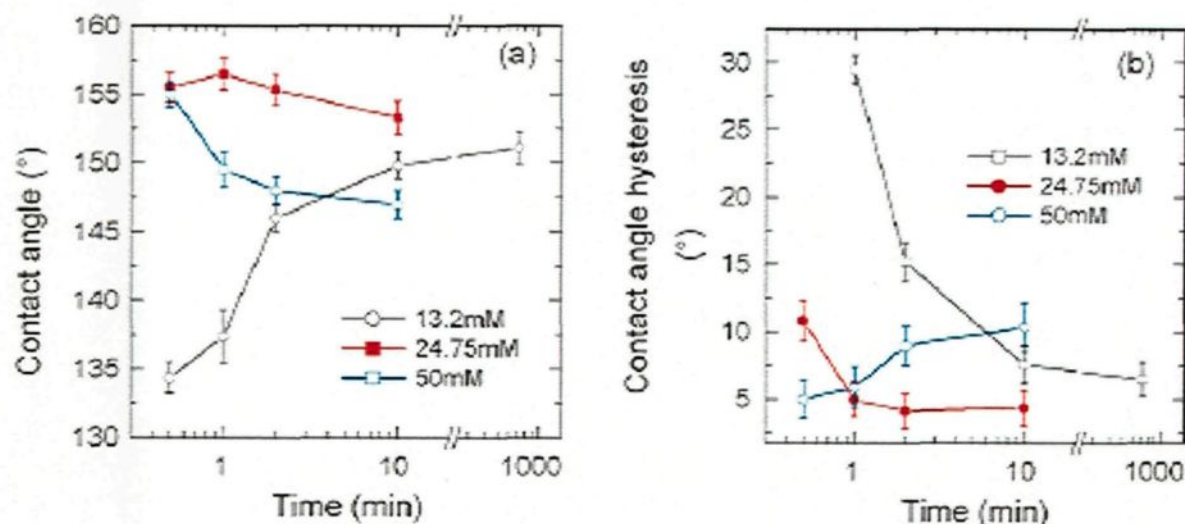 (a)
160
155
150
145
140
135
130
Contact angle (°)
13.2mM
24.75mM
50mM
1
10
1000
Time (min)
(b)
30
25
20
15
10
5
Contact angle hysteresis
(°)
13.2mM
24.75mM
50mM
1
10
1000
Time (min)